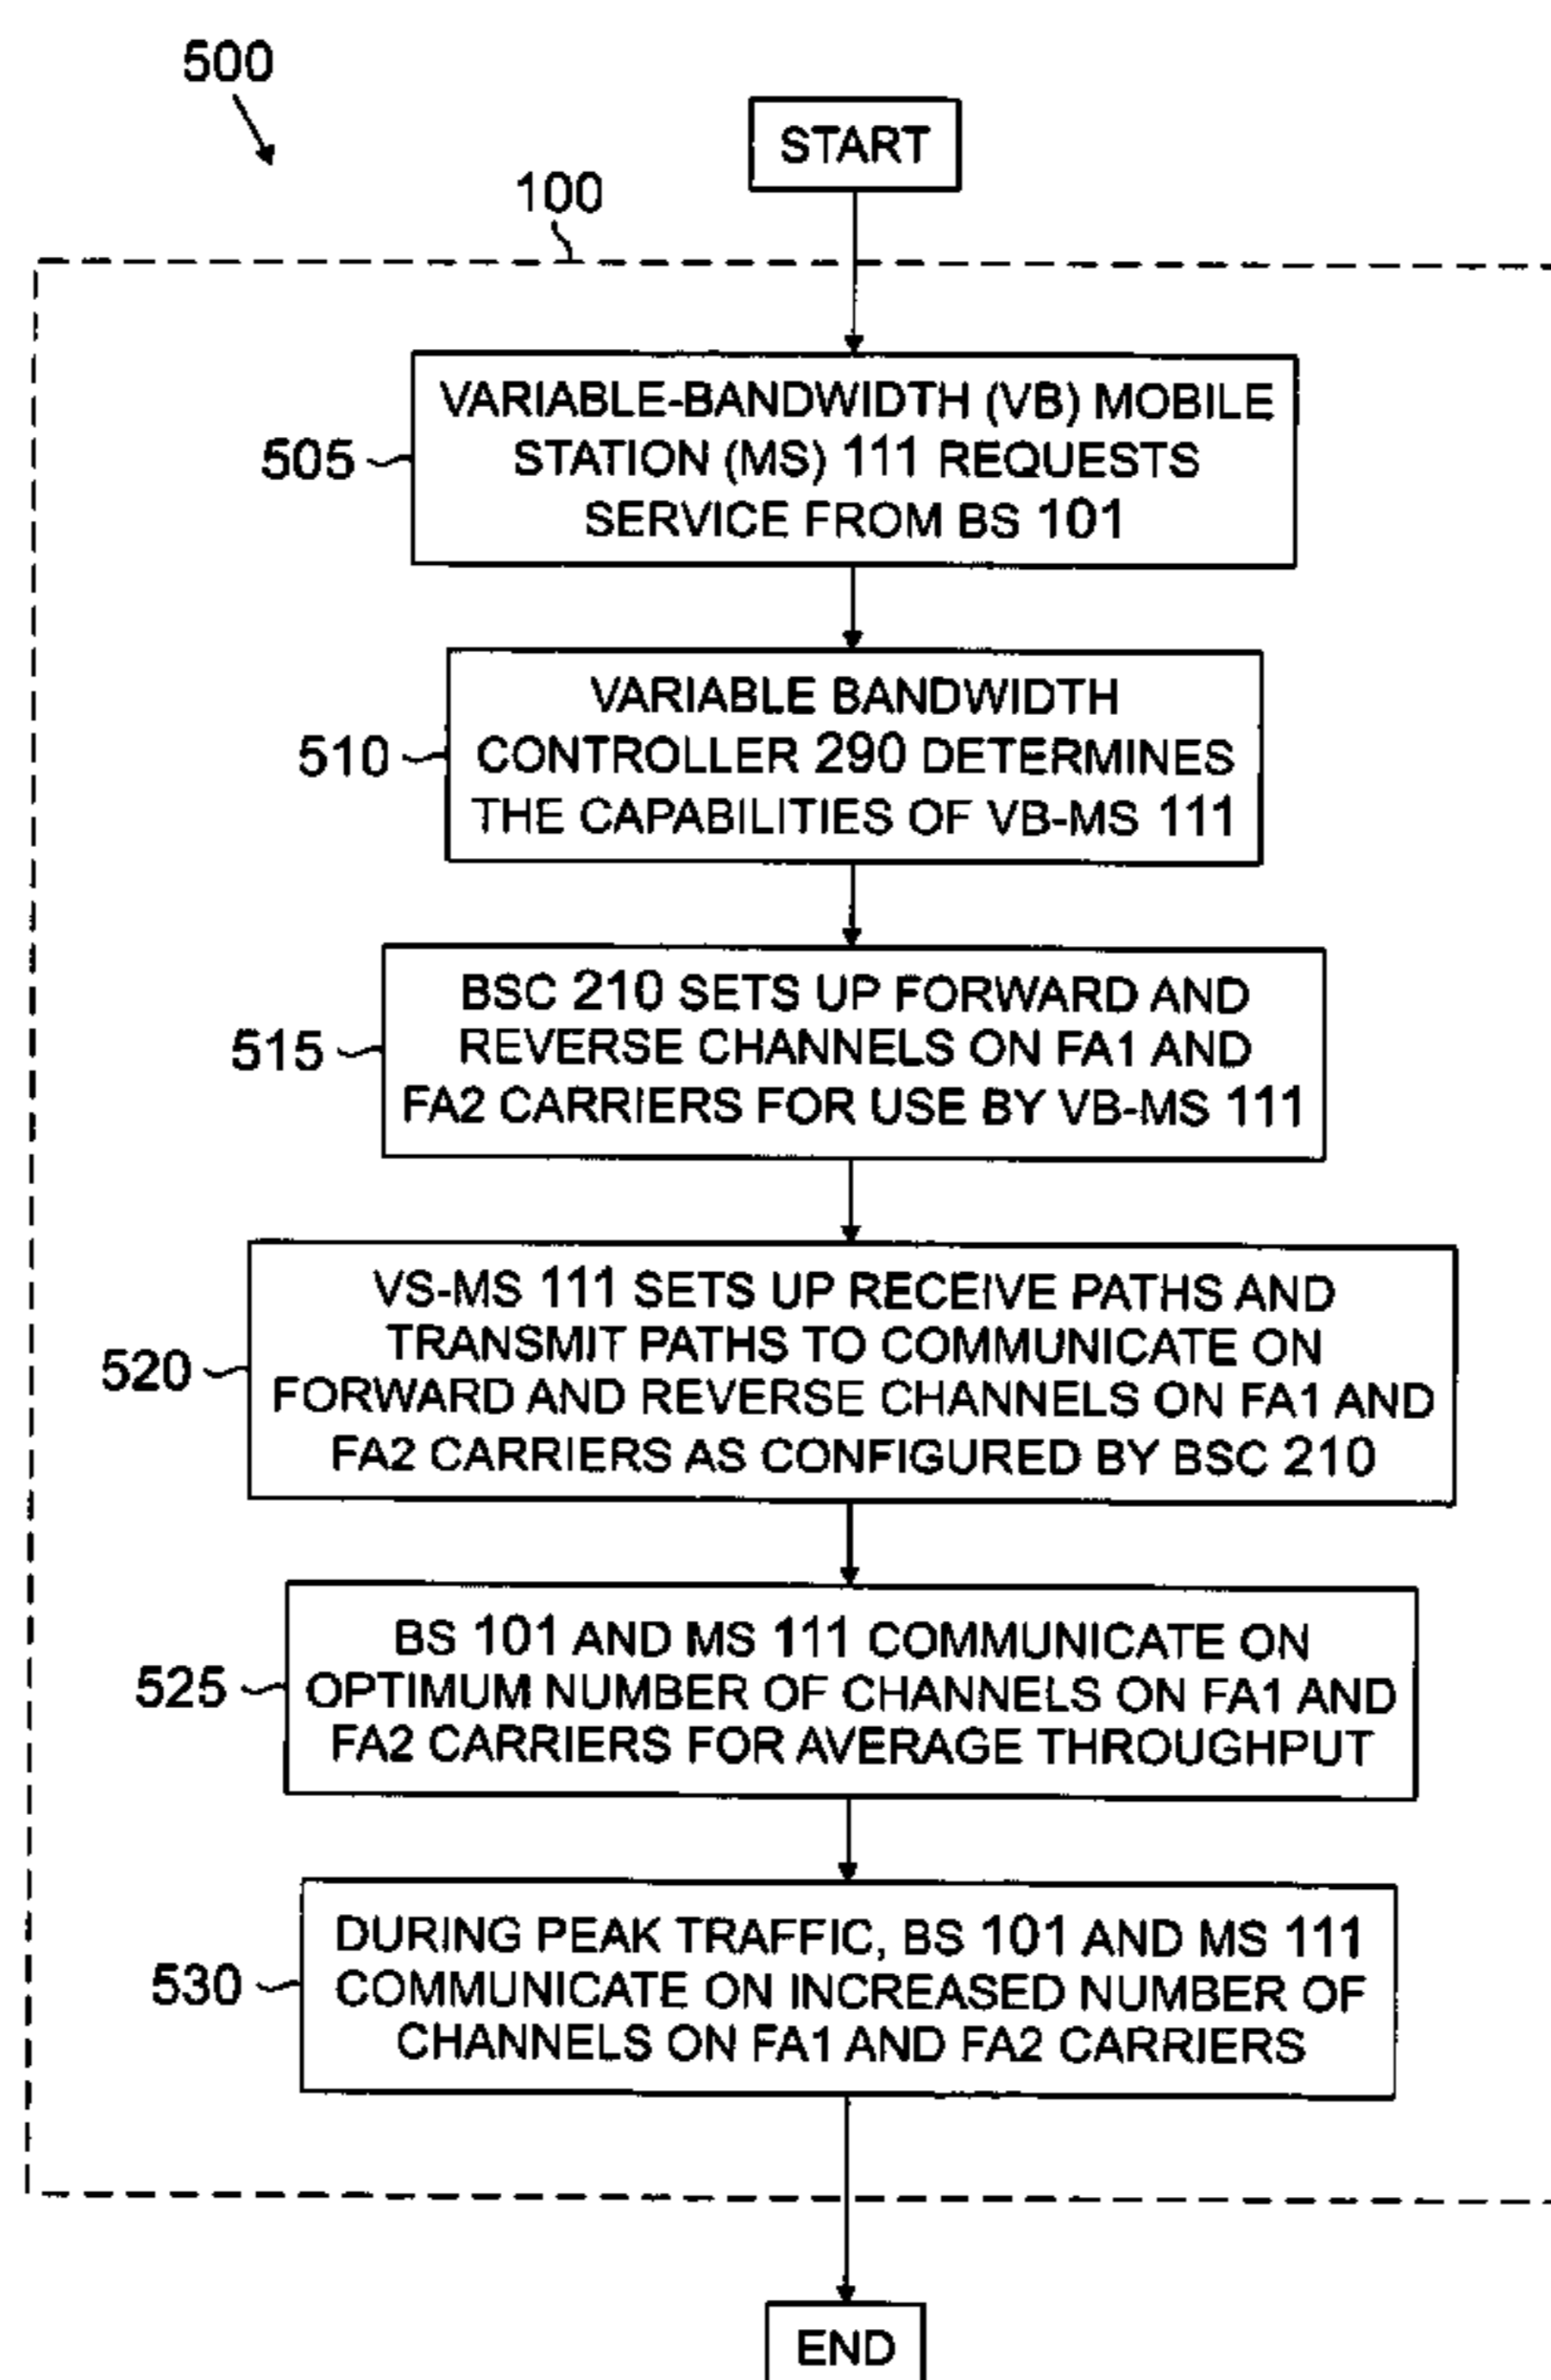 500
START
100
VARIABLE-BANDWIDTH (VB) MOBILE
STATION (MS) 111 REQUESTS
SERVICE FROM BS 101
505
VARIABLE BANDWIDTH
CONTROLLER 290 DETERMINES
THE CAPABILITIES OF VB-MS 111
510
BSC 210 SETS UP FORWARD AND
REVERSE CHANNELS ON FA1 AND
FA2 CARRIERS FOR USE BY VB-MS 111
515
VS-MS 111 SETS UP RECEIVE PATHS AND
TRANSMIT PATHS TO COMMUNICATE ON
FORWARD AND REVERSE CHANNELS ON FA1 AND
FA2 CARRIERS AS CONFIGURED BY BSC 210
520
BS 101 AND MS 111 COMMUNICATE ON
OPTIMUM NUMBER OF CHANNELS ON FA1 AND
FA2 CARRIERS FOR AVERAGE THROUGHPUT
525
DURING PEAK TRAFFIC, BS 101 AND MS 111
COMMUNICATE ON INCREASED NUMBER OF
CHANNELS ON FA1 AND FA2 CARRIERS
530
END